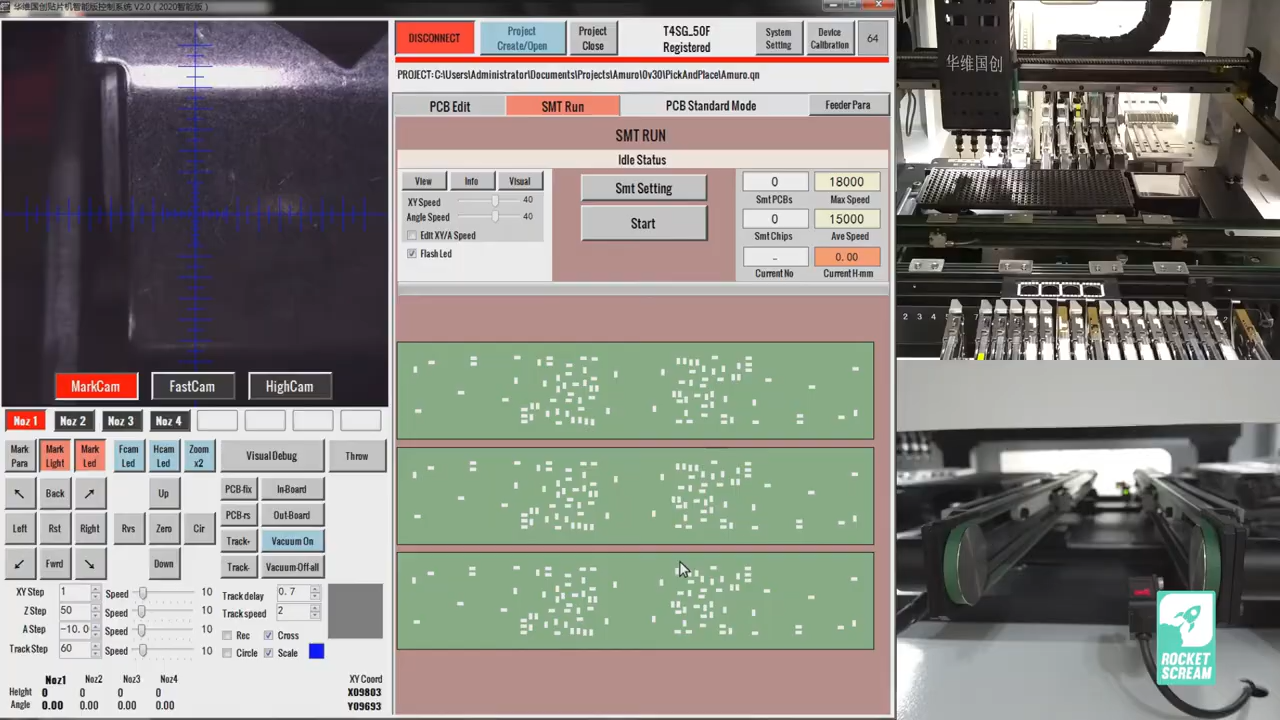 华维国创贴片机智能版控制系统 V2.0（2020智能版）
DISCONNECT
Project Create/Open
Project Close
T4SG_50F Registered
System Setting
Device Calibration
64
PROJECT: C:\Users\Administrator\Documents\Projects\Amuro\0v30\PickAndPlace\Amuro.qn
PCB Edit
SMT Run
PCB Standard Mode
Feeder Para
SMT RUN
Idle Status
View
Info
Visual
XY Speed 40
Angle Speed 40
Edit XY/A Speed
Flash Led
Smt Setting
Start
0
18000
Smt PCBs
Max Speed
0
15000
Smt Chips
Ave Speed
-
0.00
Current No
Current H-mm
MarkCam
FastCam
HighCam
Noz 1
Noz 2
Noz 3
Noz 4
Mark Para
Mark Light
Mark Led
Fcam Led
Hcam Led
Zoom x2
Visual Debug
Throw
Back
Up
PCB-fix
In-Board
Left
Rst
Right
Rvs
Zero
Cir
PCB-rs
Out-Board
Track+
Vacuum On
Fwrd
Down
Track-
Vacuum-Off-all
XY Step 1 Speed 10
Z Step 50 Speed 10
A Step -10.0 Speed 10
Track Step 60 Speed 10
Track delay 0.7
Track speed 2
Rec
Cross
Circle
Scale
Noz1 Noz2 Noz3 Noz4
Height 0 0 0 0
Angle 0.00 0.00 0.00 0.00
XY Coord
X09803
Y09693
华维国创
2 3 4 5
ROCKET
SCREAM